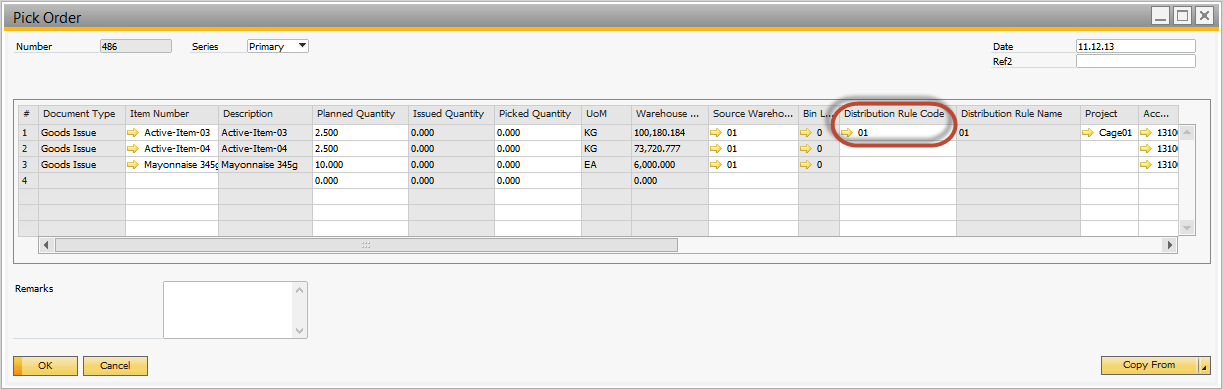 Pick Order
Number 486 Series Primary Date 11.12.13
Ref2
# Document Type Item Number Description Planned Quantity Issued Quantity Picked Quantity UoM Warehouse ... Source Wareho... Bin L... Distribution Rule Code Distribution Rule Name Project Acc...
1 Goods Issue Active-Item-03 Active-Item-03 2.500 0.000 0.000 KG 100,180.184 01 0 01 01 Cage01 1310
2 Goods Issue Active-Item-04 Active-Item-04 2.500 0.000 0.000 KG 73,720.777 01 0 1310
3 Goods Issue Mayonnaise 345g Mayonnaise 345g 10.000 0.000 0.000 EA 6,000.000 01 0 1310
4 0.000 0.000 0.000 0.000
Remarks
OK Cancel Copy From